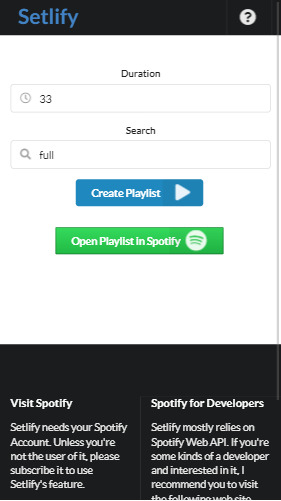 Setlify
Duration
33
Search
full
Create Playlist
Open Playlist in Spotify
Visit Spotify
Setlify needs your Spotify
Account. Unless you're
not the user of it, please
subscribe it to use
Setlify's feature.
Spotify for Developers
Setlify mostly relies on
Spotify Web API. If you're
some kinds of a developer
and interested in it, I
recommend you to visit
the following web site